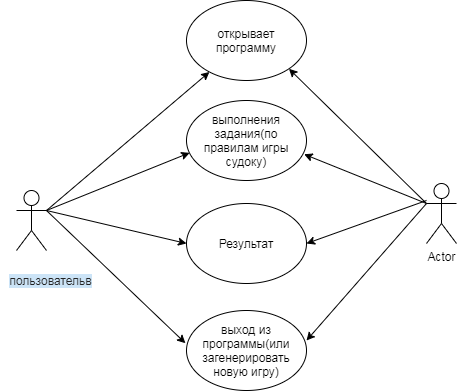 открывает
программу
выполнения
задания(по
правилам игры
судоку)
Результат
пользовательв
Actor
выход из
программы(или
загенерировать
новую игру)